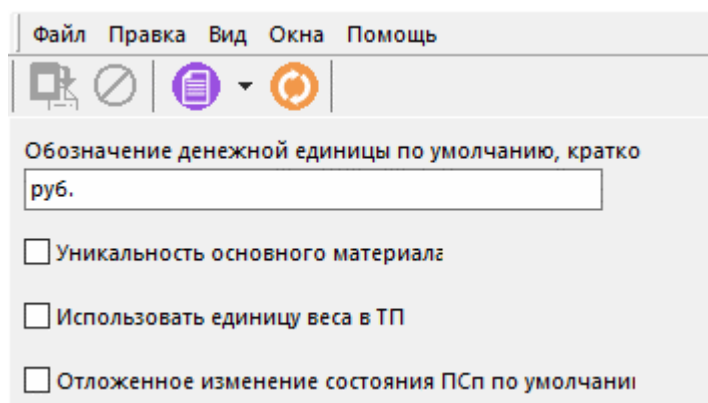 Файл Правка Вид Окна Помощь
Обозначение денежной единицы по умолчанию, кратко
руб.
Уникальность основного материала
Использовать единицу веса в ТП
Отложенное изменение состояния ПСп по умолчани